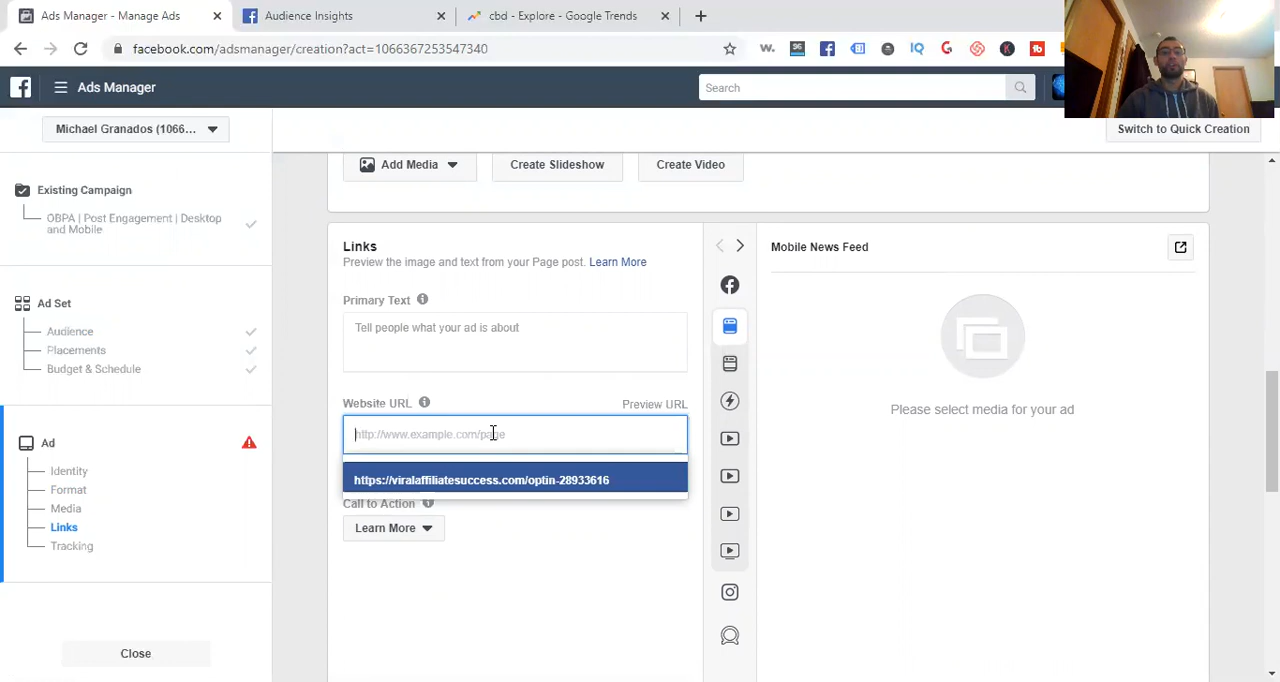 Ads Manager - Manage Ads
Audience Insights
cbd - Explore - Google Trends
facebook.com/adsmanager/creation?act=1066367253547340
Ads Manager
Search
Michael Granados (1066...
Switch to Quick Creation
Existing Campaign
OBPA | Post Engagement | Desktop
and Mobile
Ad Set
Audience
Placements
Budget & Schedule
Ad
Identity
Format
Media
Links
Tracking
Close
Add Media
Create Slideshow
Create Video
Links
Preview the image and text from your Page post. Learn More
Primary Text
Tell people what your ad is about
Website URL
Preview URL
http://www.example.com/page
https://viralaffiliatesuccess.com/optin-28933616
Call to Action
Learn More
Mobile News Feed
Please select media for your ad